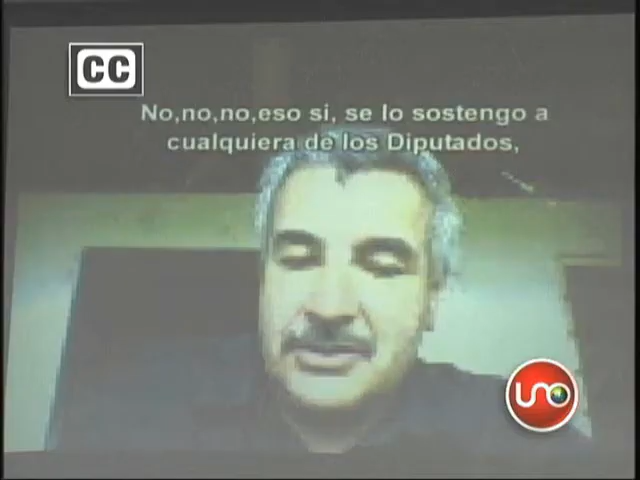 CC
No,no,no,eso si, se lo sostengo a
cualquiera de los Diputados,
uno